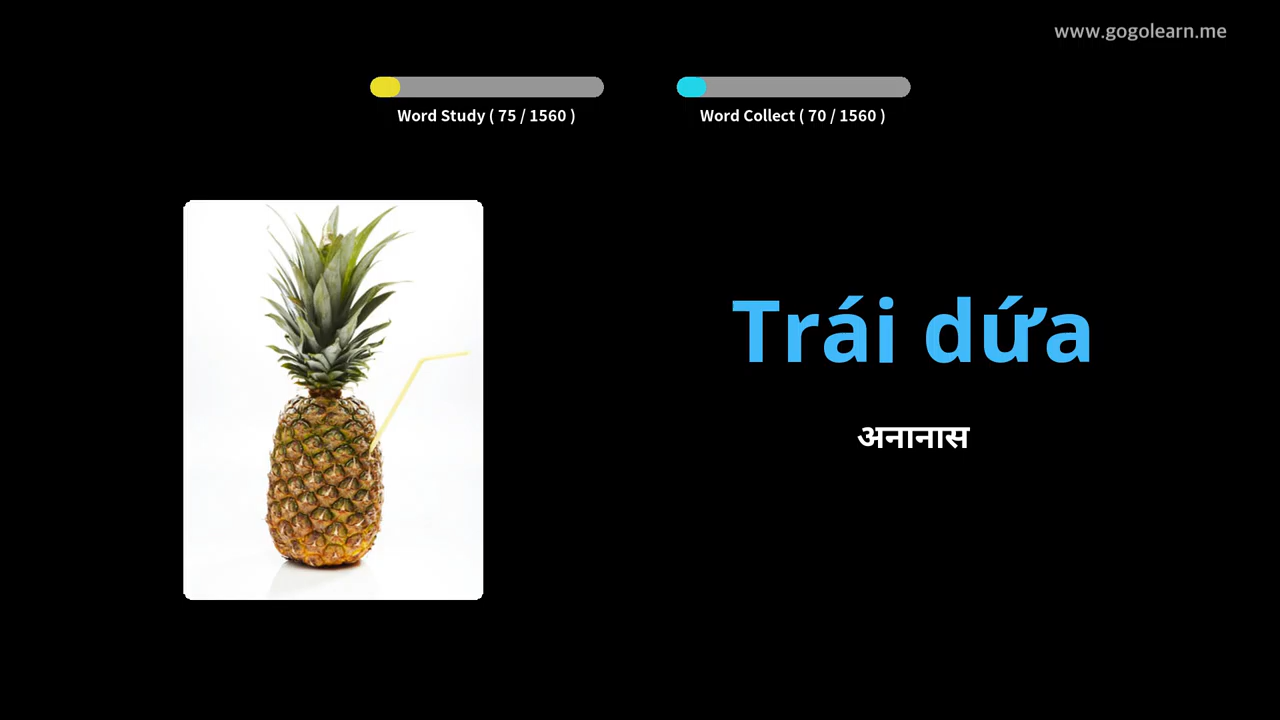 www.gogolearn.me
Word Study ( 75 / 1560 )
Word Collect ( 70 / 1560 )
Trái dứa
अनानास